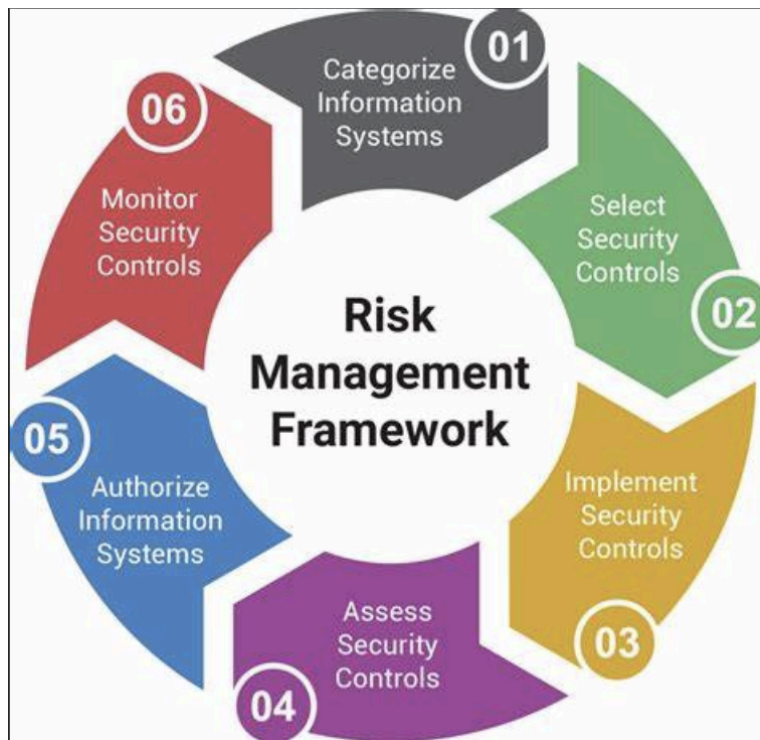 Risk
Management
Framework
01
Categorize
Information
Systems
02
Select
Security
Controls
03
Implement
Security
Controls
04
Assess
Security
Controls
05
Authorize
Information
Systems
06
Monitor
Security
Controls